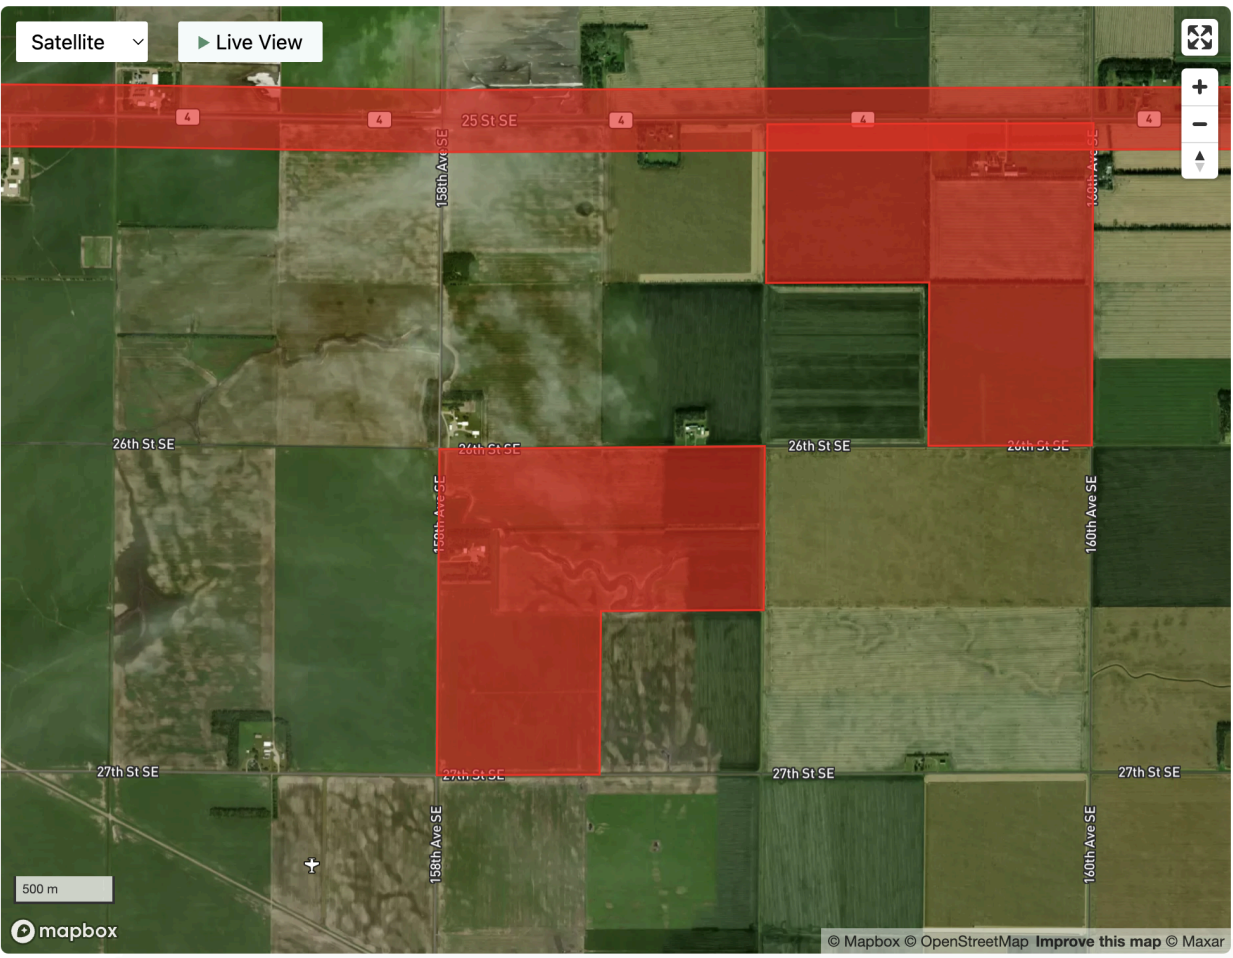 Satellite
Live View
4
4
25 St SE
4
4
4
158th Ave SE
160th Ave SE
26th St SE
26th St SE
26th St SE
26th St SE
158th Ave SE
160th Ave SE
27th St SE
27th St SE
27th St SE
27th St SE
158th Ave SE
160th Ave SE
500 m
mapbox
© Mapbox © OpenStreetMap Improve this map © Maxar